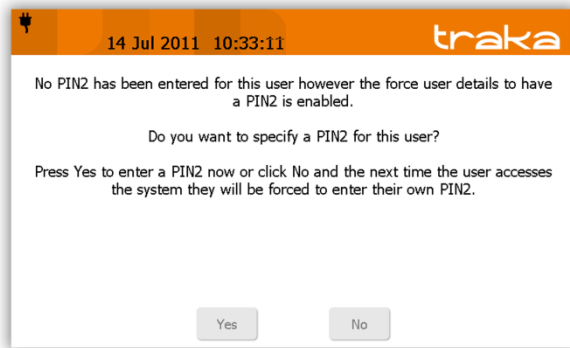 14 Jul 2011 10:33:11
traka
No PIN2 has been entered for this user however the force user details to have
a PIN2 is enabled.
Do you want to specify a PIN2 for this user?
Press Yes to enter a PIN2 now or click No and the next time the user accesses
the system they will be forced to enter their own PIN2.
Yes No